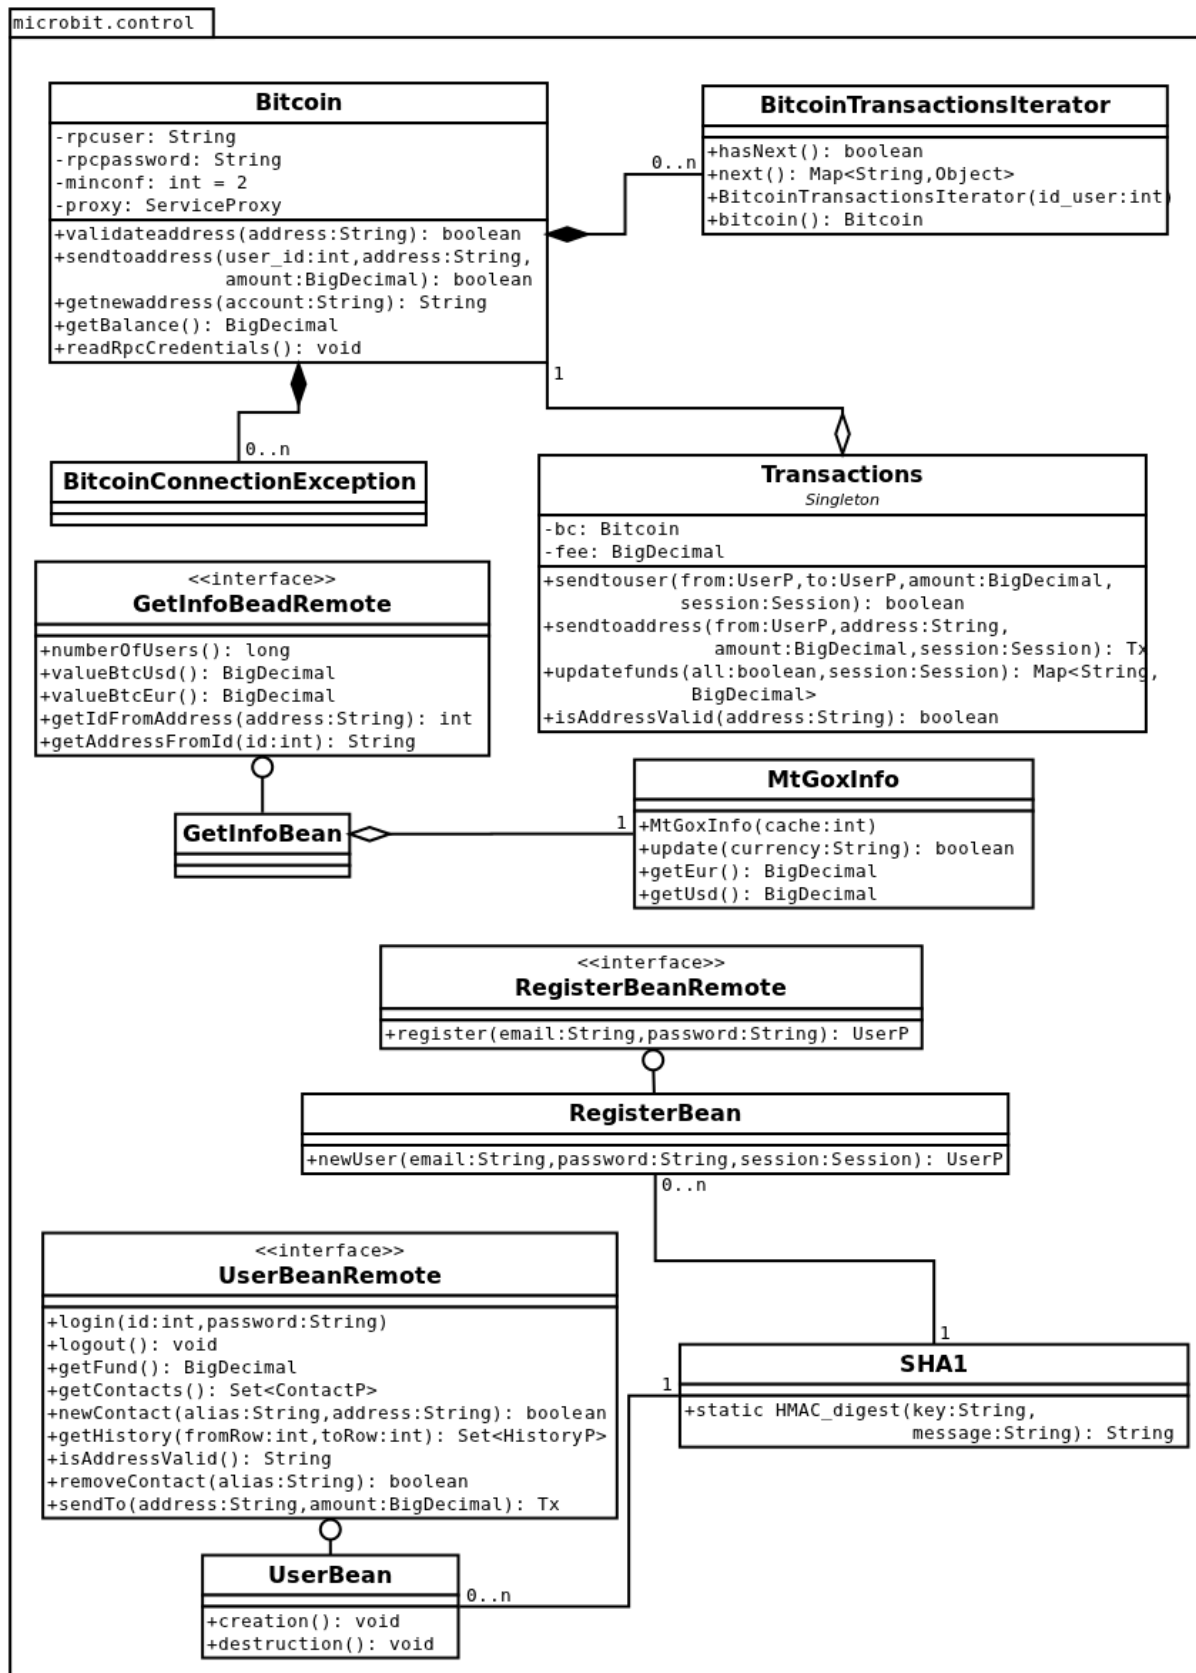 microbit.control
Bitcoin
-rpcuser: String
-rpcpassword: String
-minconf: int = 2
-proxy: ServiceProxy
+validateaddress(address:String): boolean
+sendtoaddress(user_id:int,address:String,
amount:BigDecimal): boolean
+getnewaddress(account:String): String
+getBalance(): BigDecimal
+readRpcCredentials(): void
BitcoinTransactionsIterator
+hasNext(): boolean
+next(): Map<String,Object>
+BitcoinTransactionsIterator(id_user:int)
+bitcoin(): Bitcoin
0..n
1
0..n
BitcoinConnectionException
Transactions
Singleton
-bc: Bitcoin
-fee: BigDecimal
+sendtouser(from:UserP,to:UserP,amount:BigDecimal,
session:Session): boolean
+sendtoaddress(from:UserP,address:String,
amount:BigDecimal,session:Session): Tx
+updatefunds(all:boolean,session:Session): Map<String,
BigDecimal>
+isAddressValid(address:String): boolean
<<interface>>
GetInfoBeadRemote
+numberOfUsers(): long
+valueBtcUsd(): BigDecimal
+valueBtcEur(): BigDecimal
+getIdFromAddress(address:String): int
+getAddressFromId(id:int): String
GetInfoBean
1
MtGoxInfo
+MtGoxInfo(cache:int)
+update(currency:String): boolean
+getEur(): BigDecimal
+getUsd(): BigDecimal
<<interface>>
RegisterBeanRemote
+register(email:String,password:String): UserP
RegisterBean
+newUser(email:String,password:String,session:Session): UserP
0..n
<<interface>>
UserBeanRemote
+login(id:int,password:String)
+logout(): void
+getFund(): BigDecimal
+getContacts(): Set<ContactP>
+newContact(alias:String,address:String): boolean
+getHistory(fromRow:int,toRow:int): Set<HistoryP>
+isAddressValid(): String
+removeContact(alias:String): boolean
+sendTo(address:String,amount:BigDecimal): Tx
1
1
SHA1
+static HMAC_digest(key:String,
message:String): String
UserBean
+creation(): void
+destruction(): void
0..n